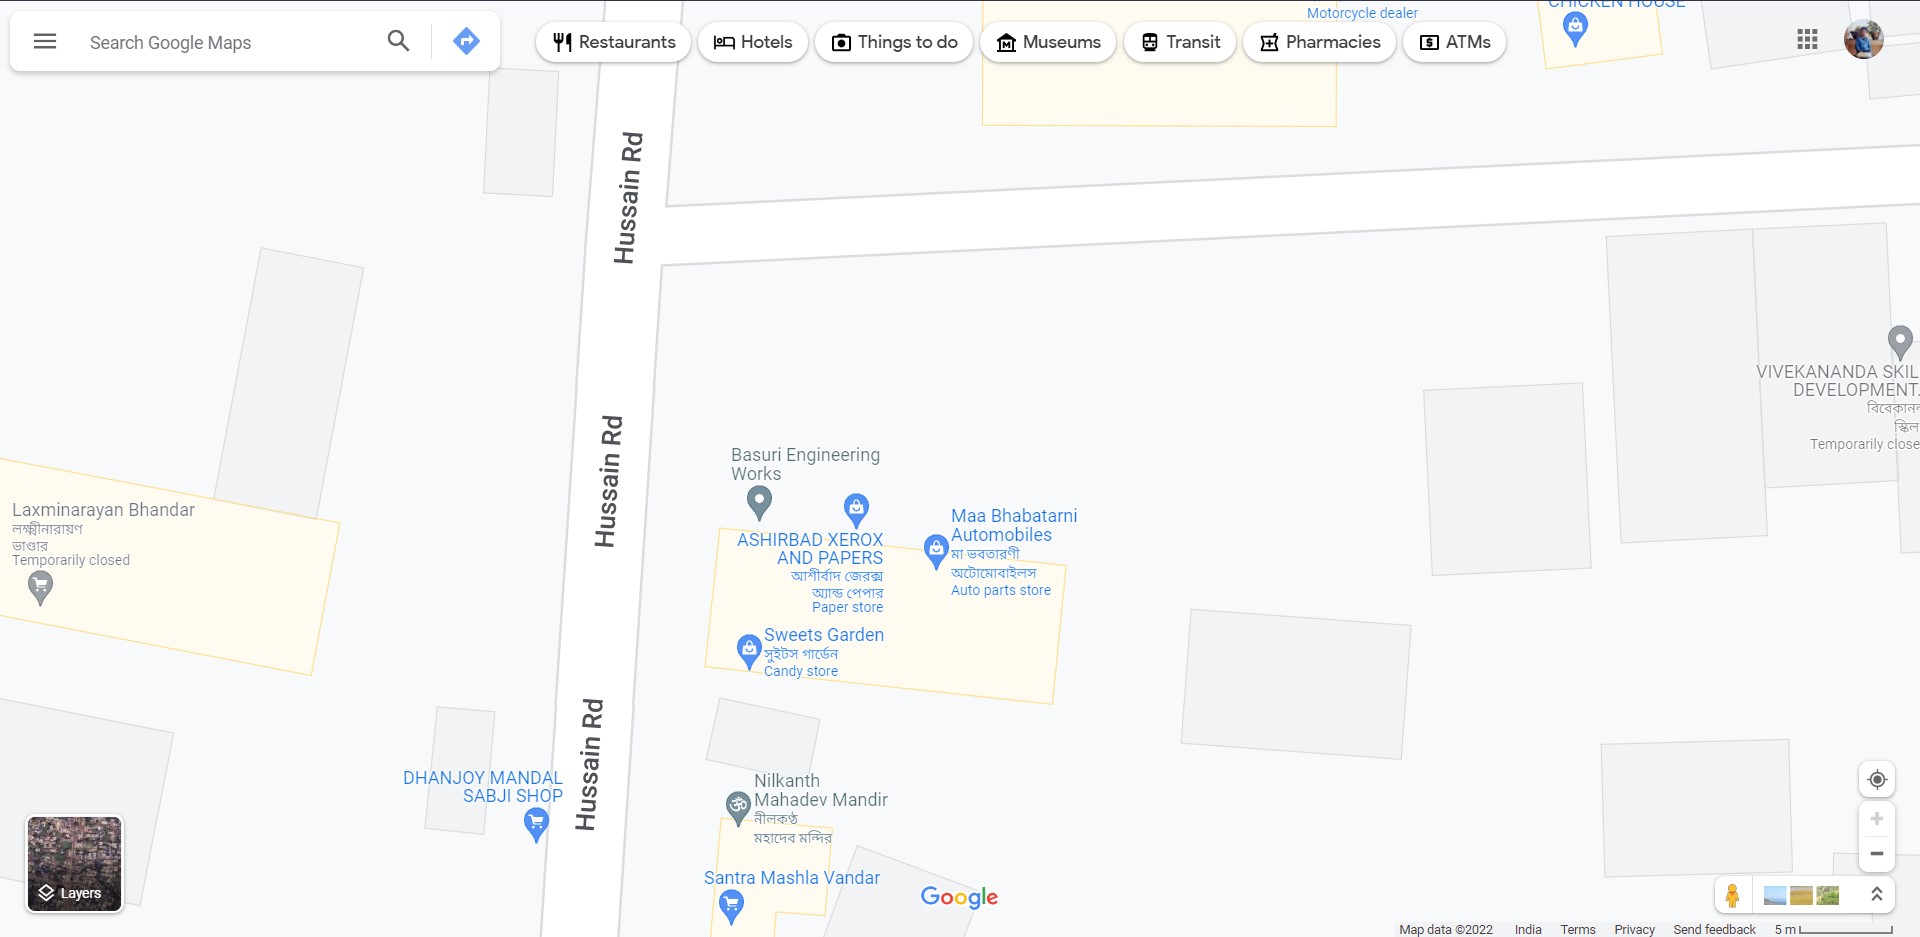 CHICKEN HOUSE
Motorcycle dealer
Search Google Maps
Restaurants
Hotels
Things to do
Museums
Transit
Pharmacies
ATMs
Hussain Rd
VIVEKANANDA SKIL
DEVELOPMENT.
বিবেকানন
স্কিল
Temporarily close
Hussain Rd
Basuri Engineering
Works
Laxminarayan Bhandar
লক্ষ্মীনারায়ণ
ভাণ্ডার
Temporarily closed
ASHIRBAD XEROX
AND PAPERS
আশীর্বাদ জেরক্স
অ্যান্ড পেপার
Paper store
Maa Bhabatarni
Automobiles
মা ভবতারণী
অটোমোবাইলস
Auto parts store
Sweets Garden
সুইটস গার্ডেন
Candy store
Hussain Rd
DHANJOY MANDAL
SABJI SHOP
Nilkanth
Mahadev Mandir
নীলকণ্ঠ
মহাদেব মন্দির
Santra Mashla Vandar
Layers
Google
Map data ©2022
India
Terms
Privacy
Send feedback
5 m